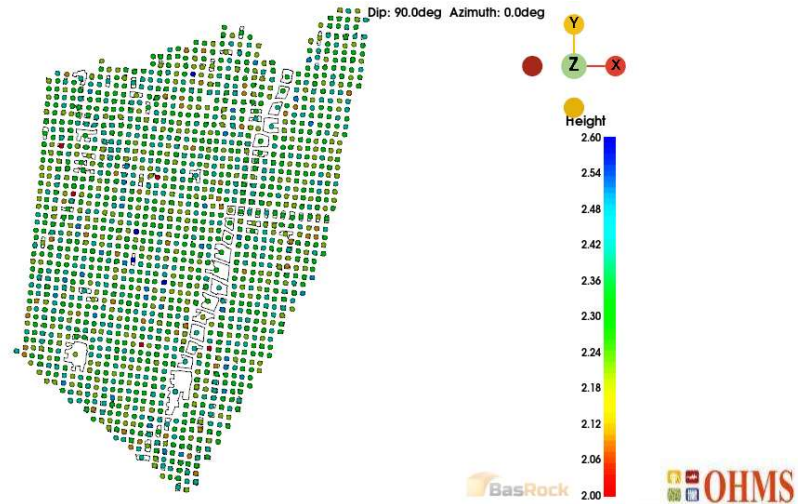 Dip: 90.0deg Azimuth: 0.0deg
Y
Z
X
Height
2.60
2.54
2.48
2.42
2.36
2.30
2.24
2.18
2.12
2.06
2.00
BasRock
OHMS